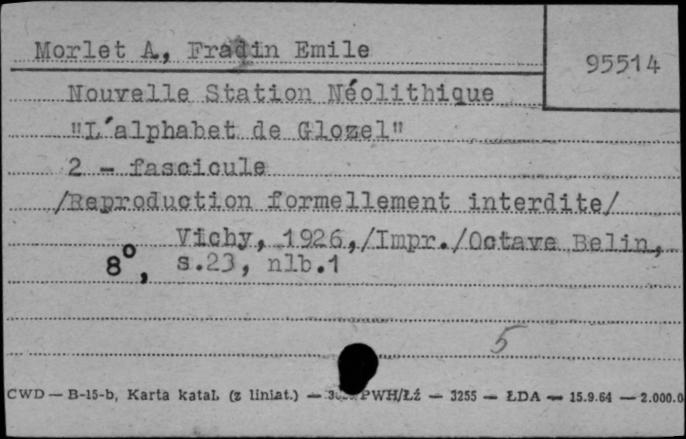 Morlet A, Fradin Emile
95514
Nouvelle Station Néolithique
"L'alphabet de Glozel"
2 - fascicule
/Reproduction formellement interdite/
Vichy, 1926,/Impr./Octave Belin,
8°, s.23, nlb.1
5
CWD — B-15-b, Karta katal. (z liniat.) — PWH/Łź — 3255 — ŁDA — 15.9.64 — 2.000.0